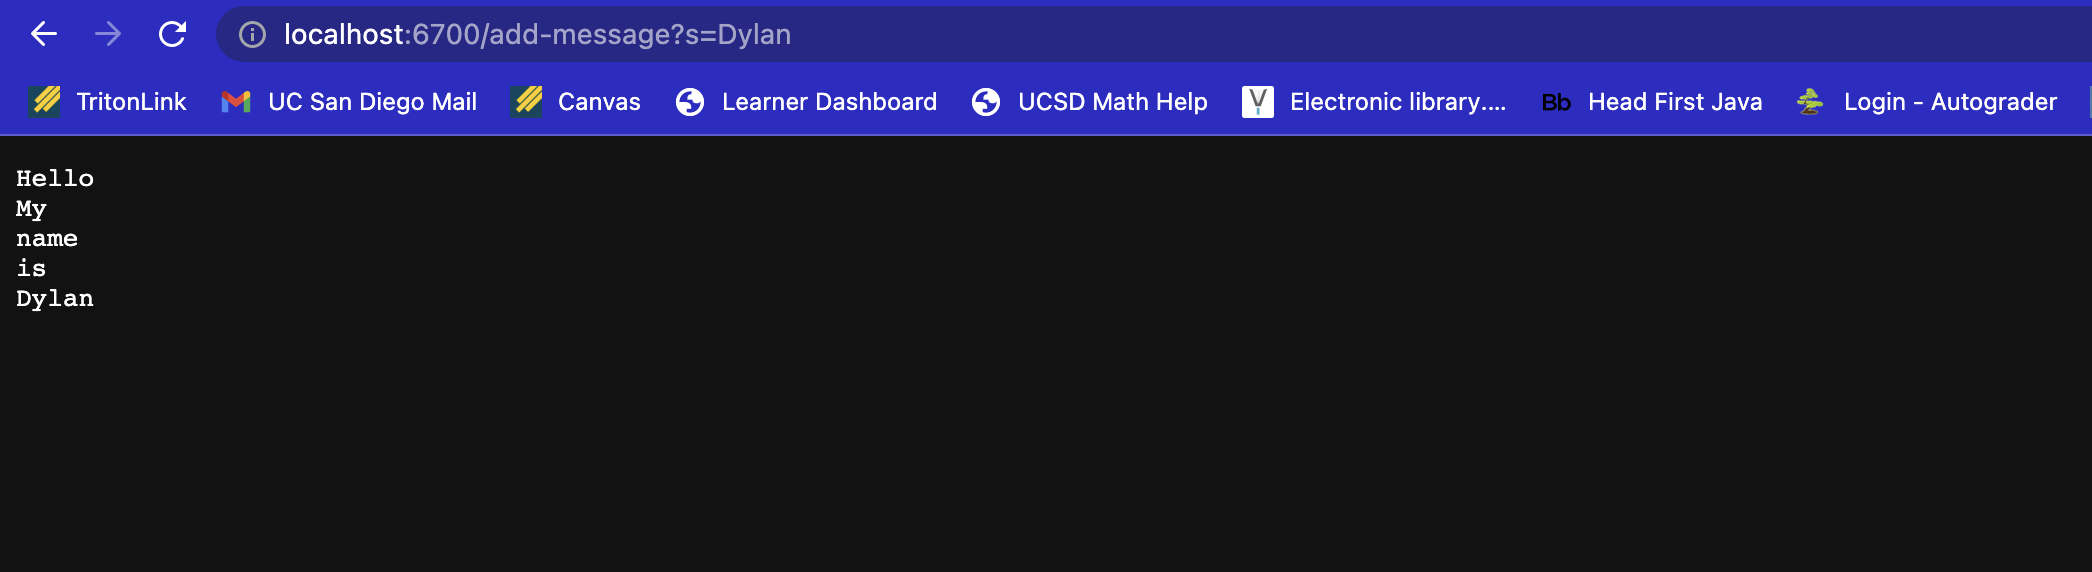 localhost:6700/add-message?s=Dylan
TritonLink UC San Diego Mail Canvas Learner Dashboard UCSD Math Help V Electronic library.... Bb Head First Java Login - Autograder
Hello
My
name
is
Dylan